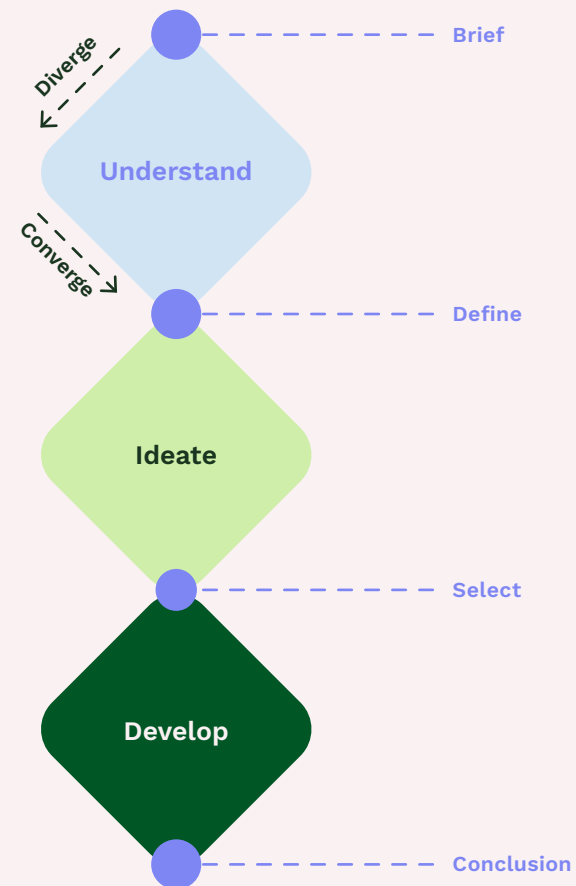 Brief
Diverge
Understand
Converge
Define
Ideate
Select
Develop
Conclusion